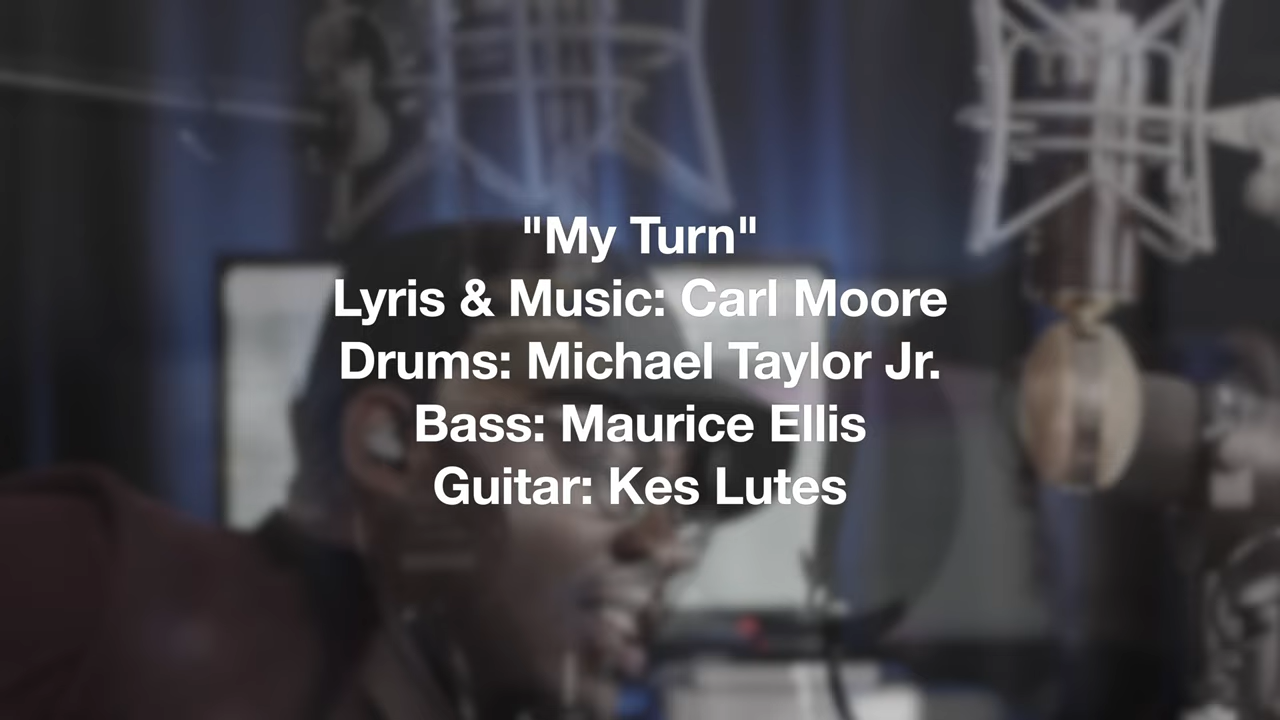 "My Turn"
Lyris & Music: Carl Moore
Drums: Michael Taylor Jr.
Bass: Maurice Ellis
Guitar: Kes Lutes